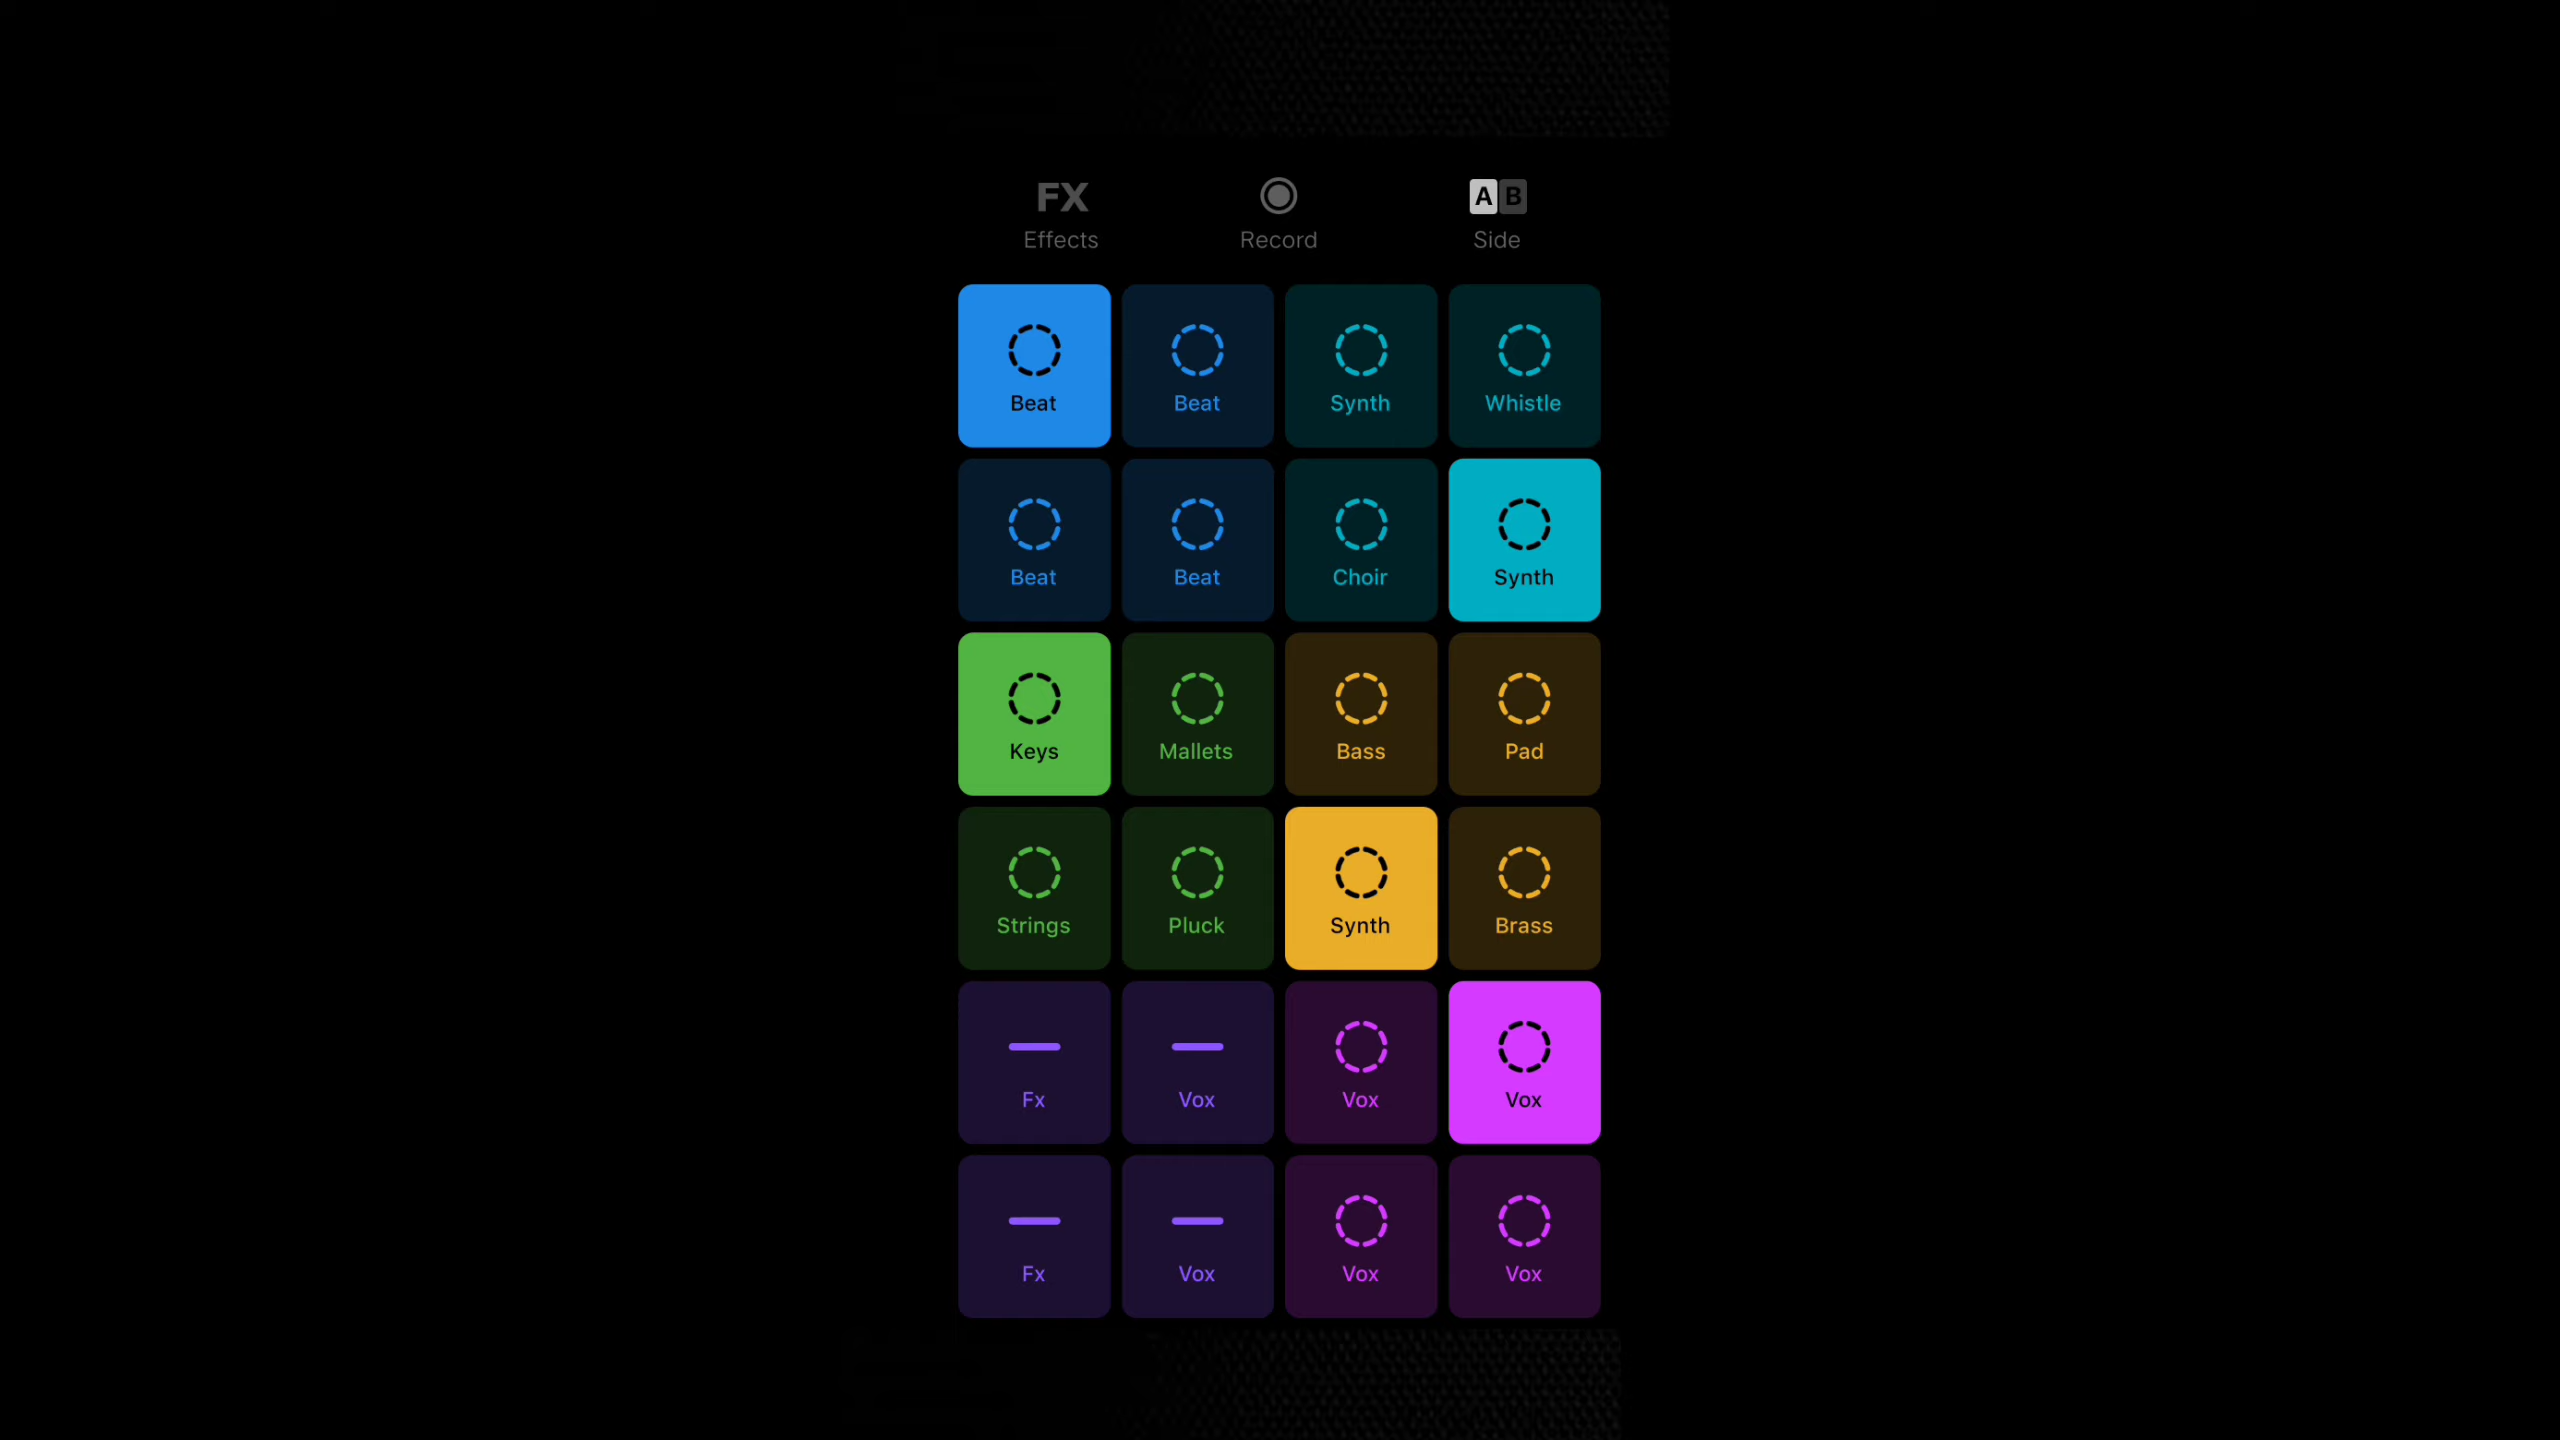 FX
A B
Effects Record Side
Beat Beat Synth Whistle
Beat Beat Choir Synth
Keys Mallets Bass Pad
Strings Pluck Synth Brass
Fx Vox Vox Vox
Fx Vox Vox Vox